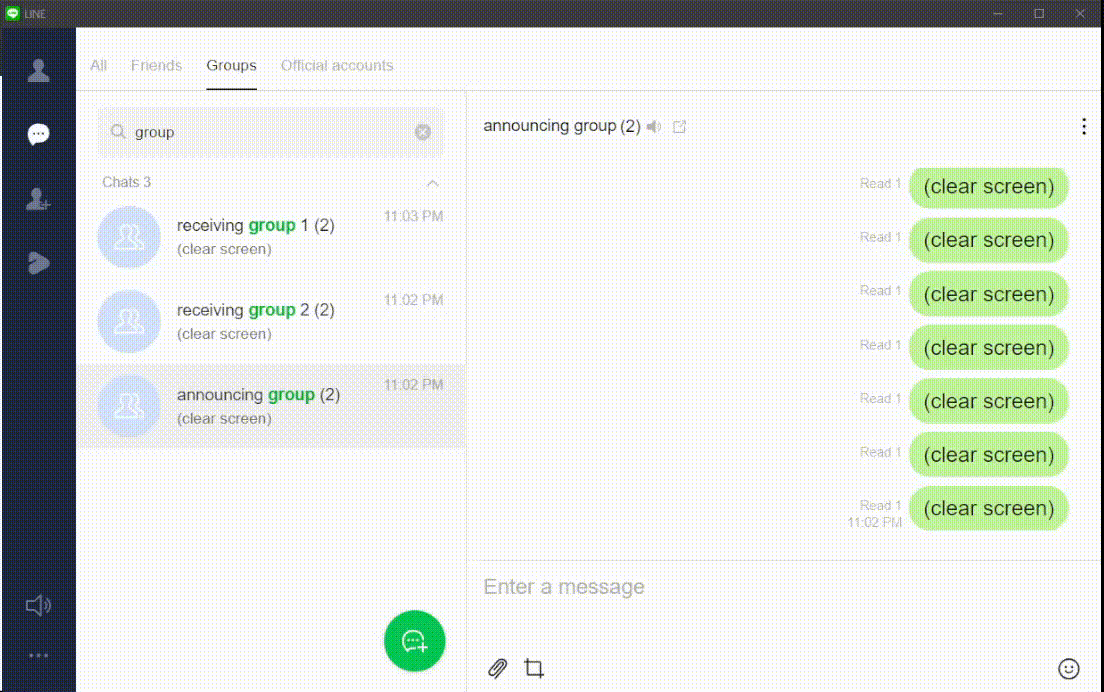 LINE
All Friends Groups Official accounts
group
Chats 3
receiving group 1 (2)
11:03 PM
(clear screen)
receiving group 2 (2)
11:02 PM
(clear screen)
announcing group (2)
11:02 PM
(clear screen)
announcing group (2)
Read 1
(clear screen)
Read 1
(clear screen)
Read 1
(clear screen)
Read 1
(clear screen)
Read 1
(clear screen)
Read 1
(clear screen)
Read 1
11:02 PM
(clear screen)
Enter a message